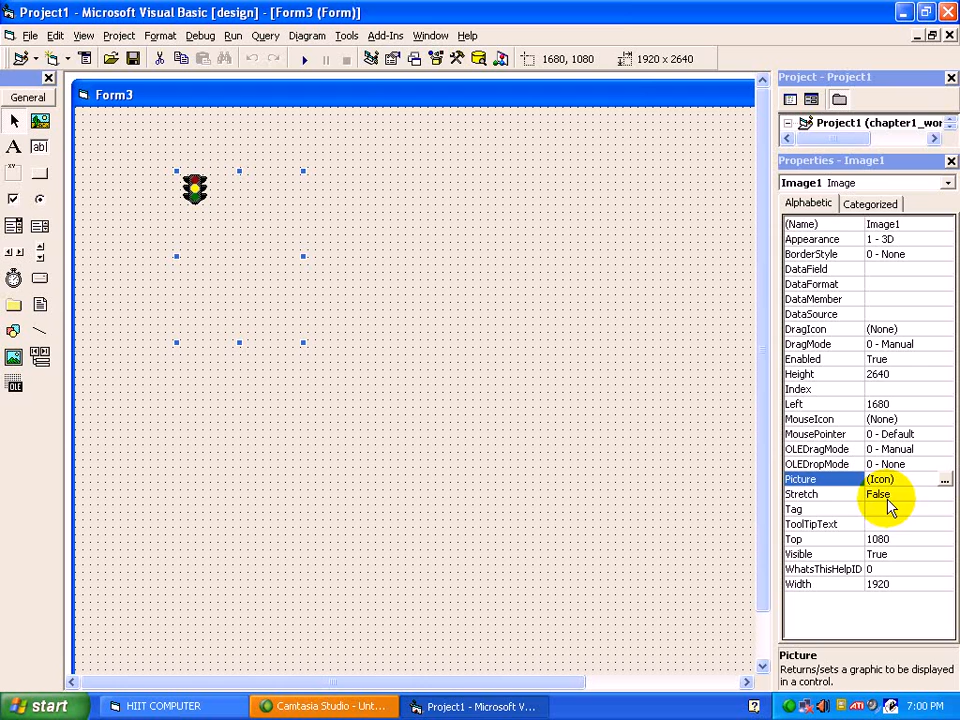 Project1 - Microsoft Visual Basic [design] - [Form3 (Form)]
File Edit View Project Format Debug Run Query Diagram Tools Add-Ins Window Help
1680, 1080 1920 x 2640
General
A
ab|
XY
OLE
Form3
Project - Project1
Project1 (chapter1_wor
Properties - Image1
Image1 Image
Alphabetic Categorized
(Name) Image1
Appearance 1 - 3D
BorderStyle 0 - None
DataField
DataFormat
DataMember
DataSource
DragIcon (None)
DragMode 0 - Manual
Enabled True
Height 2640
Index
Left 1680
MouseIcon (None)
MousePointer 0 - Default
OLEDragMode 0 - Manual
OLEDropMode 0 - None
Picture (Icon) ...
Stretch False
Tag
ToolTipText
Top 1080
Visible True
WhatsThisHelpID 0
Width 1920
Picture
Returns/sets a graphic to be displayed
in a control.
start HIIT COMPUTER Camtasia Studio - Unt... Project1 - Microsoft V... ? ATI 7:00 PM